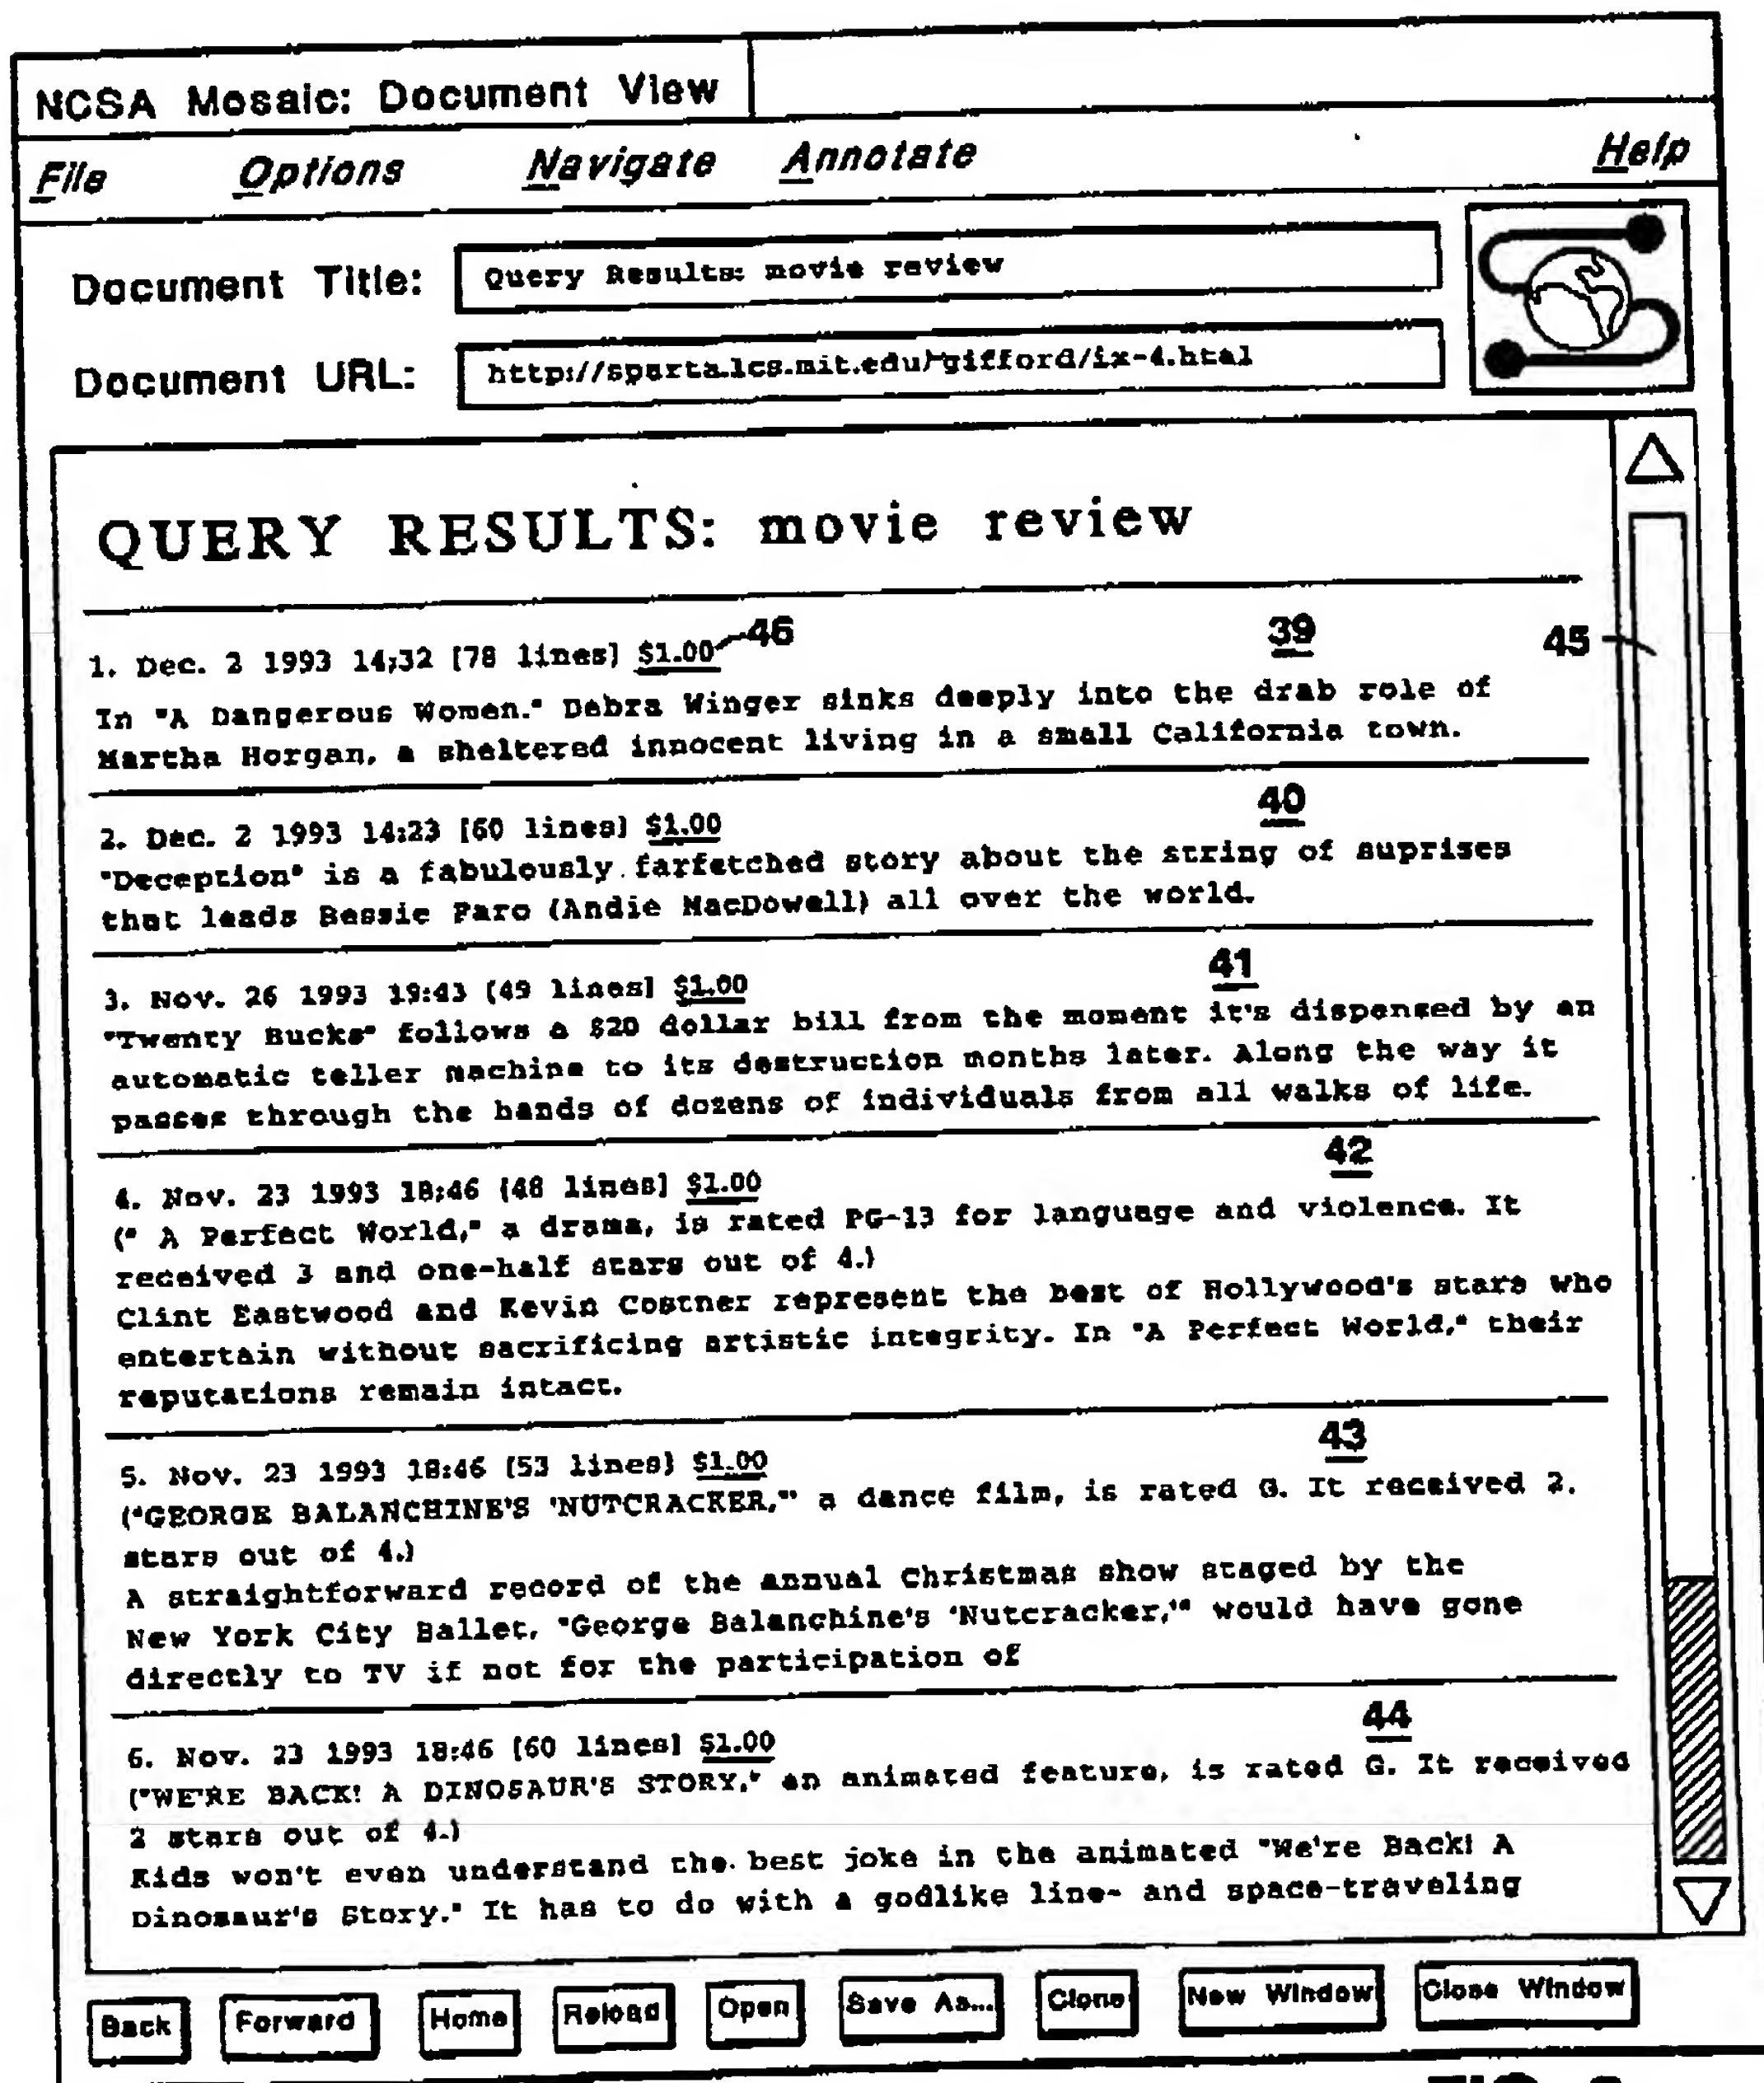 NCSA Mosaic: Document View
File Options Navigate Annotate Help
Document Title: Query Results: movie review
Document URL: http://sparta.lcs.mit.edu/~gifford/ix-4.html
QUERY RESULTS: movie review
1. Dec. 2 1993 14:32 [78 lines] $1.00 46 39 45
In "A Dangerous Women." Debra Winger sinks deeply into the drab role of
Martha Horgan, a sheltered innocent living in a small California town.
40
2. Dec. 2 1993 14:23 [60 lines] $1.00
"Deception" is a fabulously farfetched story about the string of suprises
that leads Bessie Faro (Andie MacDowell) all over the world.
41
3. Nov. 26 1993 19:43 [49 lines] $1.00
"Twenty Bucks" follows a $20 dollar bill from the moment it's dispensed by an
automatic teller machine to its destruction months later. Along the way it
passes through the hands of dozens of individuals from all walks of life.
42
4. Nov. 23 1993 18:46 [48 lines] $1.00
(" A Perfect World," a drama, is rated PG-13 for language and violence. It
received 3 and one-half stars out of 4.)
Clint Eastwood and Kevin Costner represent the best of Hollywood's stars who
entertain without sacrificing artistic integrity. In "A Perfect World," their
reputations remain intact.
43
5. Nov. 23 1993 18:46 [53 lines] $1.00
("GEORGE BALANCHINE'S 'NUTCRACKER,'" a dance film, is rated G. It received 2.
stars out of 4.)
A straightforward record of the annual Christmas show staged by the
New York City Ballet, "George Balanchine's 'Nutcracker,'" would have gone
directly to TV if not for the participation of
44
6. Nov. 23 1993 18:46 [60 lines] $1.00
("WE'RE BACK! A DINOSAUR'S STORY," an animated feature, is rated G. It received
2 stars out of 4.)
Kids won't even understand the best joke in the animated "We're Back! A
Dinosaur's Story." It has to do with a godlike line- and space-traveling
Back Forward Home Reload Open Save As... Clone New Window Close Window